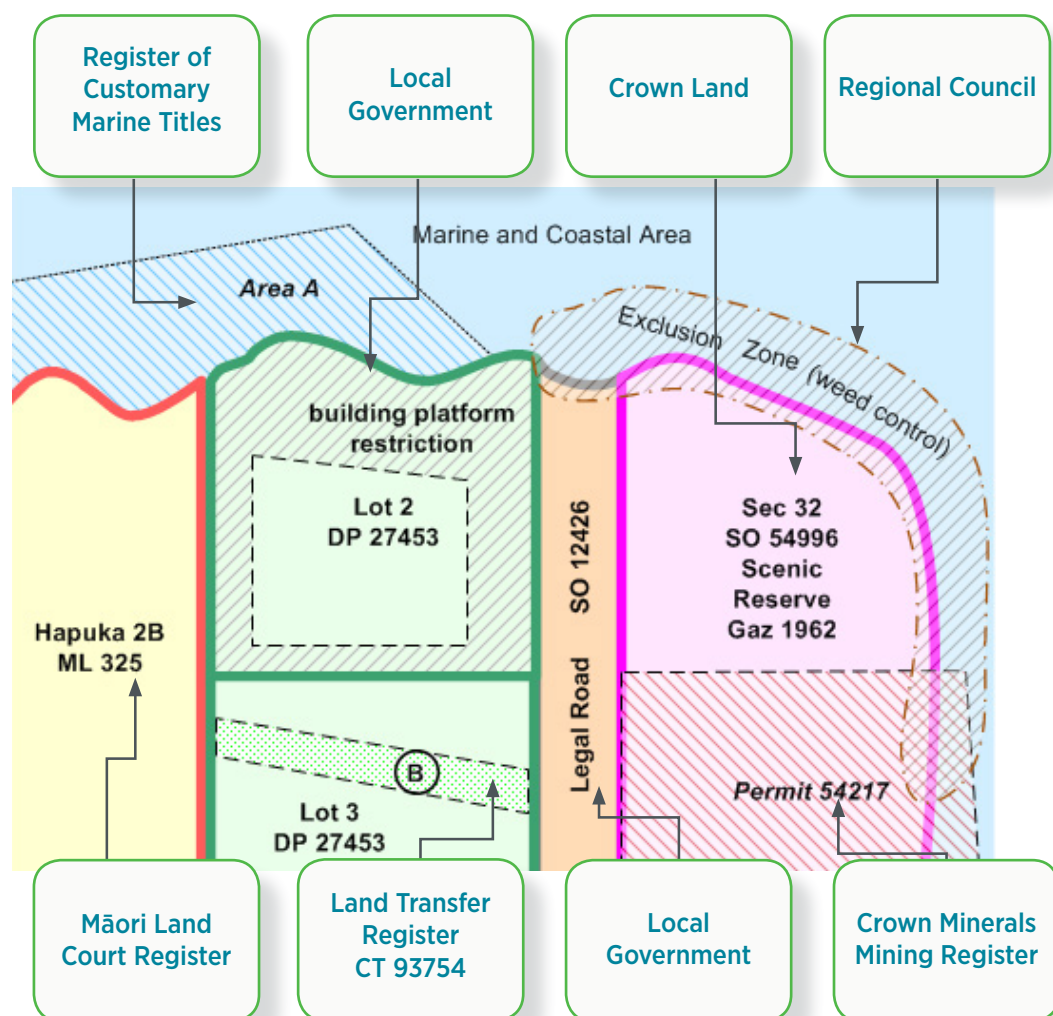 Register of
Customary
Marine Titles
Local
Government
Crown Land
Regional Council
Marine and Coastal Area
Area A
Exclusion Zone (weed control)
building platform
restriction
Lot 2
DP 27453
Sec 32
SO 54996
Scenic
Reserve
Gaz 1962
Hapuka 2B
ML 325
Legal Road SO 12426
B
Permit 54217
Lot 3
DP 27453
Māori Land
Court Register
Land Transfer
Register
CT 93754
Local
Government
Crown Minerals
Mining Register